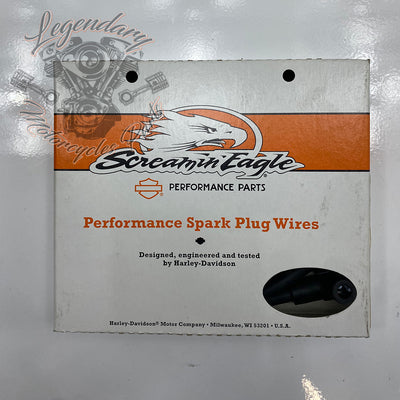 Legendary
Motorcycles
Screamin' Eagle
PERFORMANCE PARTS
Performance Spark Plug Wires
Designed, engineered and tested
by Harley-Davidson
Harley-Davidson® Motor Company • Milwaukee, WI 53201 • U.S.A.